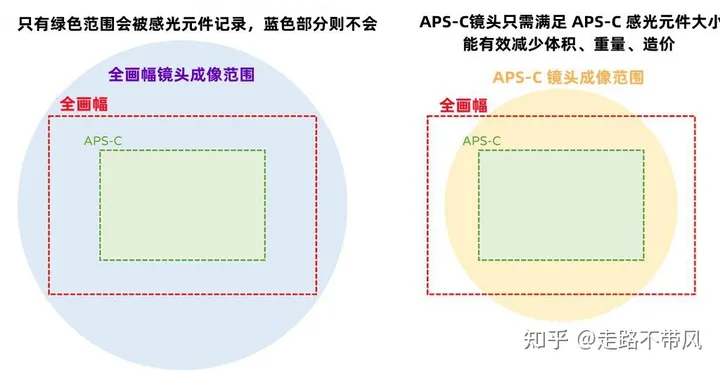 只有绿色范围会被感光元件记录，蓝色部分则不会
全画幅镜头成像范围
全画幅
APS-C
APS-C镜头只需满足 APS-C 感光元件大小
能有效减少体积、重量、造价
APS-C 镜头成像范围
全画幅
APS-C
知乎 @走路不带风